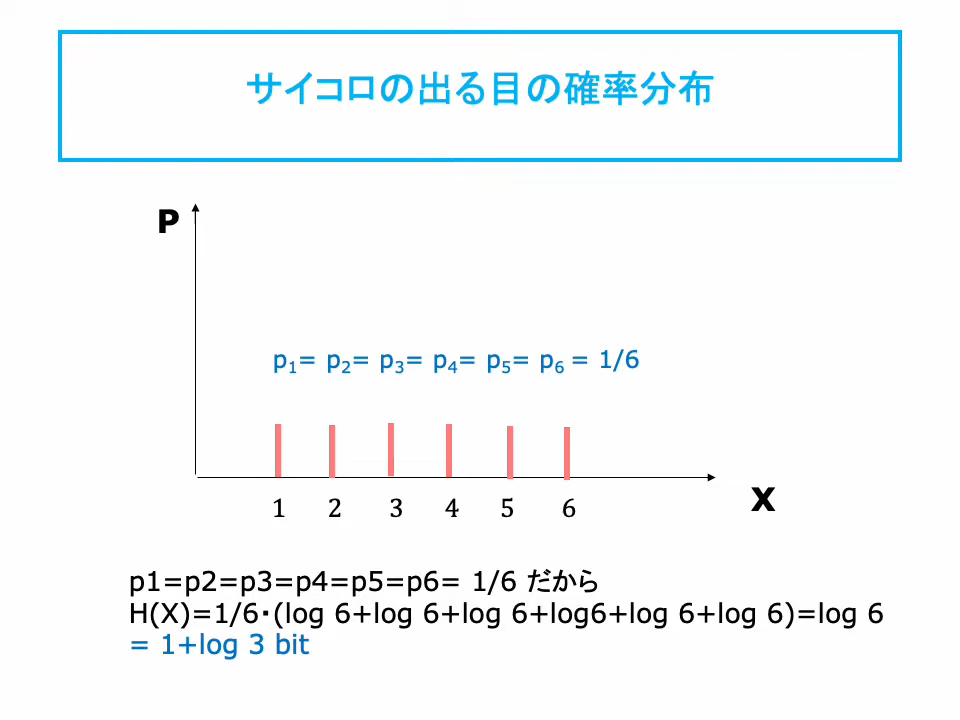 サイコロの出る目の確率分布
P
p₁= p₂= p₃= p₄= p₅= p₆ = 1/6
1 2 3 4 5 6
X
p1=p2=p3=p4=p5=p6= 1/6 だから
H(X)=1/6・(log 6+log 6+log 6+log6+log 6+log 6)=log 6
= 1+log 3 bit